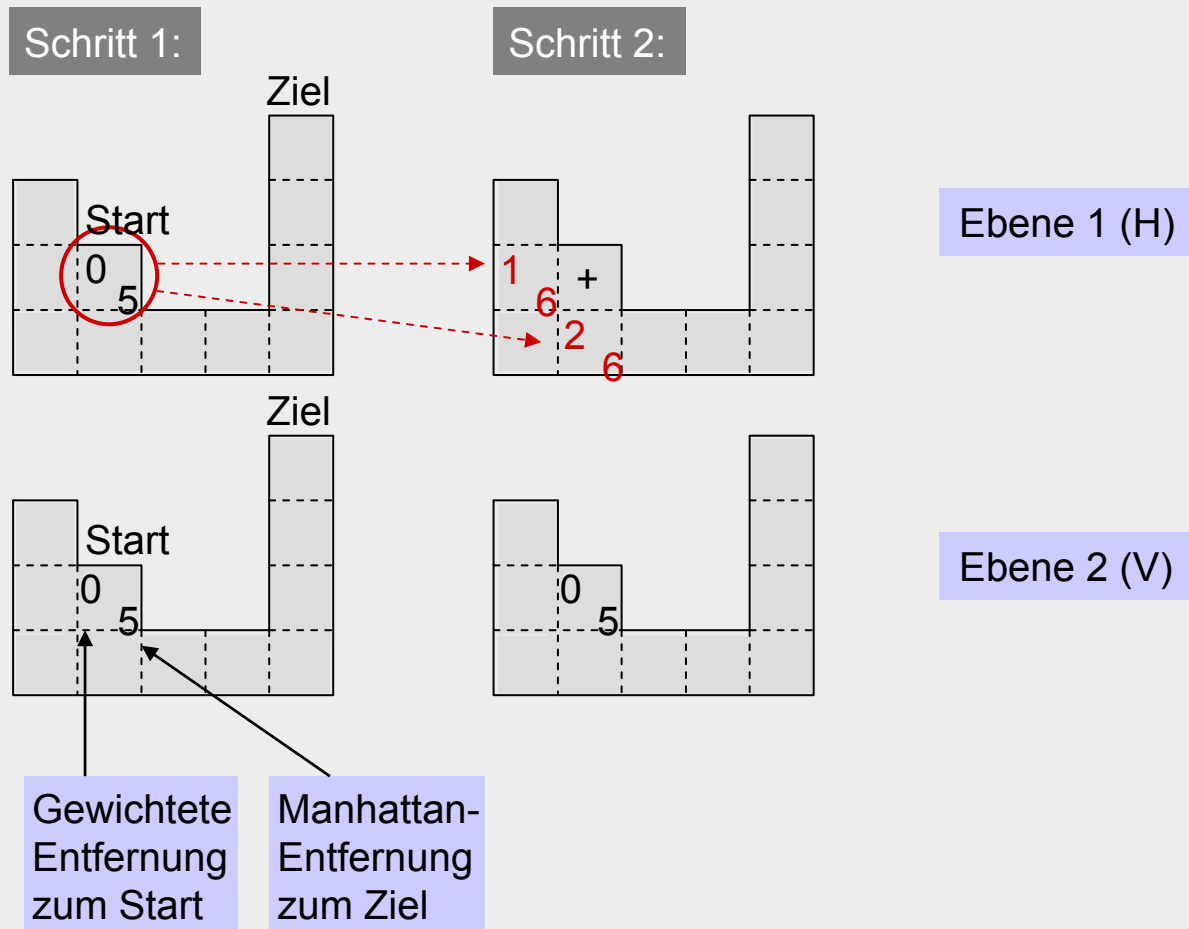 Schritt 1:
Schritt 2:
Ziel
Start
0
5
1
6
+
2
6
Ebene 1 (H)
Ziel
Start
0
5
0
5
Ebene 2 (V)
Gewichtete
Entfernung
zum Start
Manhattan-
Entfernung
zum Ziel